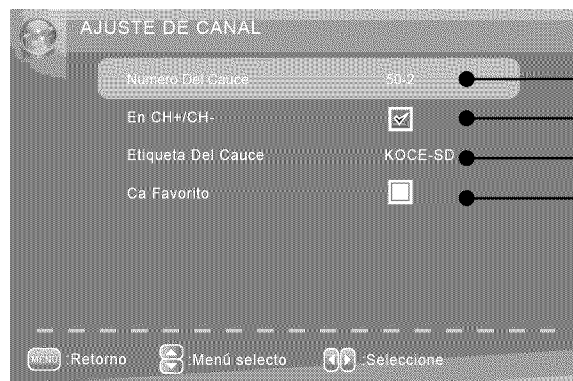 AJUSTE DE CANAL
Numero Del Cauce 50-2
En CH+/CH-
Etiqueta Del Cauce KOCE-SD
Ca Favorito
MENU :Retorno :Menú selecto :Seleccione